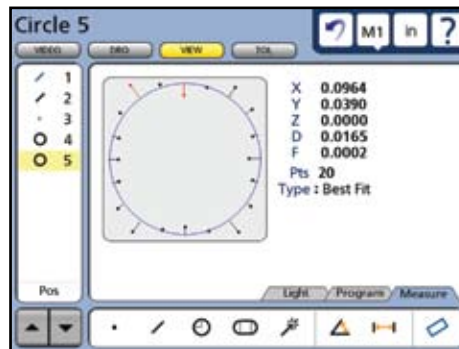 Circle 5
M1 in ?
VIDEO DRO VIEW TOL
1
2
3
4
5
X 0.0964
Y 0.0390
Z 0.0000
D 0.0165
F 0.0002
Pts 20
Type : Best Fit
Pos
Light Program Measure